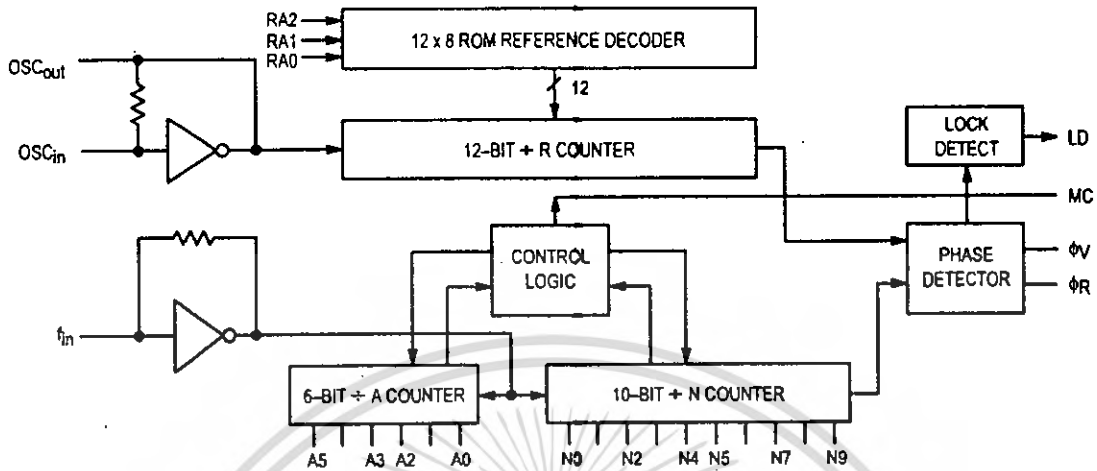 RA2
RA1
RA0
12 x 8 ROM REFERENCE DECODER
12
OSCout
OSCin
12-BIT ÷ R COUNTER
LOCK
DETECT
LD
MC
CONTROL
LOGIC
PHASE
DETECTOR
ϕV
ϕR
fin
6-BIT ÷ A COUNTER
10-BIT ÷ N COUNTER
A5
A3
A2
A0
N0
N2
N4
N5
N7
N9